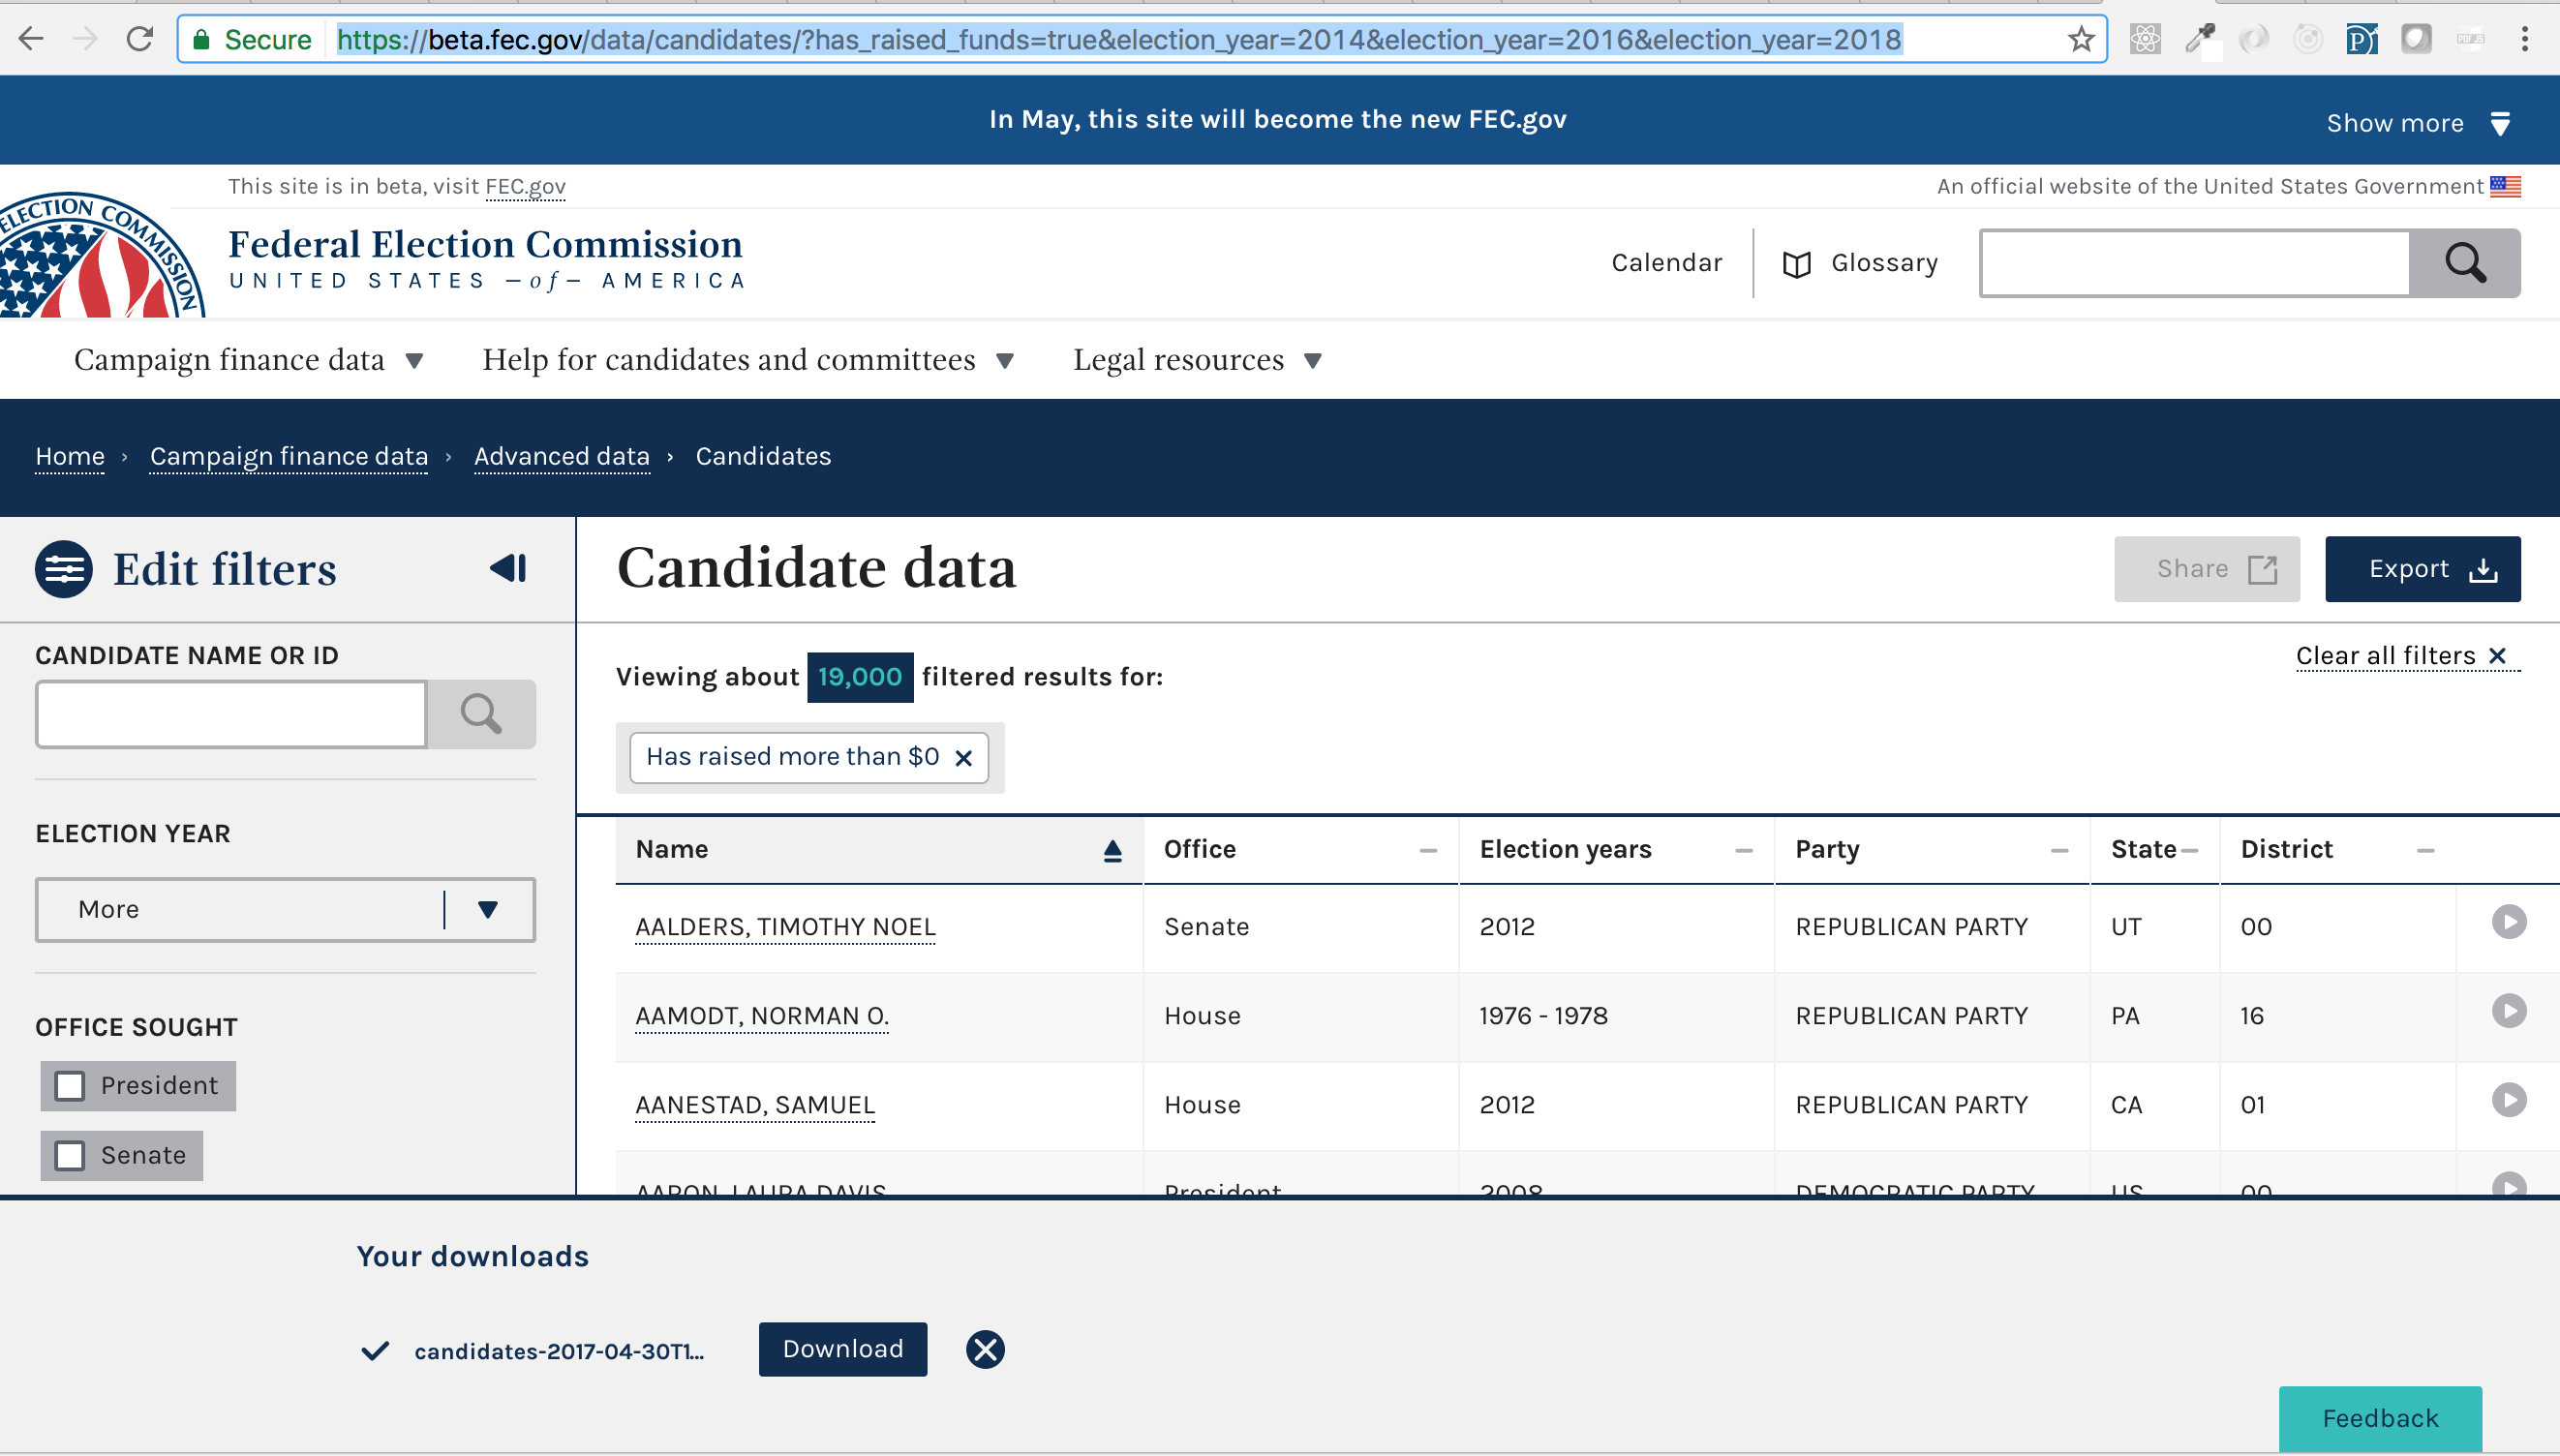 Secure
https://beta.fec.gov/data/candidates/?has_raised_funds=true&election_year=2014&election_year=2016&election_year=2018
In May, this site will become the new FEC.gov
Show more
This site is in beta, visit FEC.gov
An official website of the United States Government
ELECTION COMMISSION
Federal Election Commission
UNITED STATES —of— AMERICA
Calendar
Glossary
Campaign finance data
Help for candidates and committees
Legal resources
Home › Campaign finance data › Advanced data › Candidates
Edit filters
Candidate data
Share
Export
CANDIDATE NAME OR ID
Viewing about 19,000 filtered results for:
Clear all filters ×
Has raised more than $0 ×
ELECTION YEAR
More
Name Office Election years Party State District
AALDERS, TIMOTHY NOEL Senate 2012 REPUBLICAN PARTY UT 00
AAMODT, NORMAN O. House 1976 - 1978 REPUBLICAN PARTY PA 16
AANESTAD, SAMUEL House 2012 REPUBLICAN PARTY CA 01
AARON, LAURA DAVIS President 2008 DEMOCRATIC PARTY US 00
OFFICE SOUGHT
President
Senate
Your downloads
candidates-2017-04-30T1...
Download
Feedback